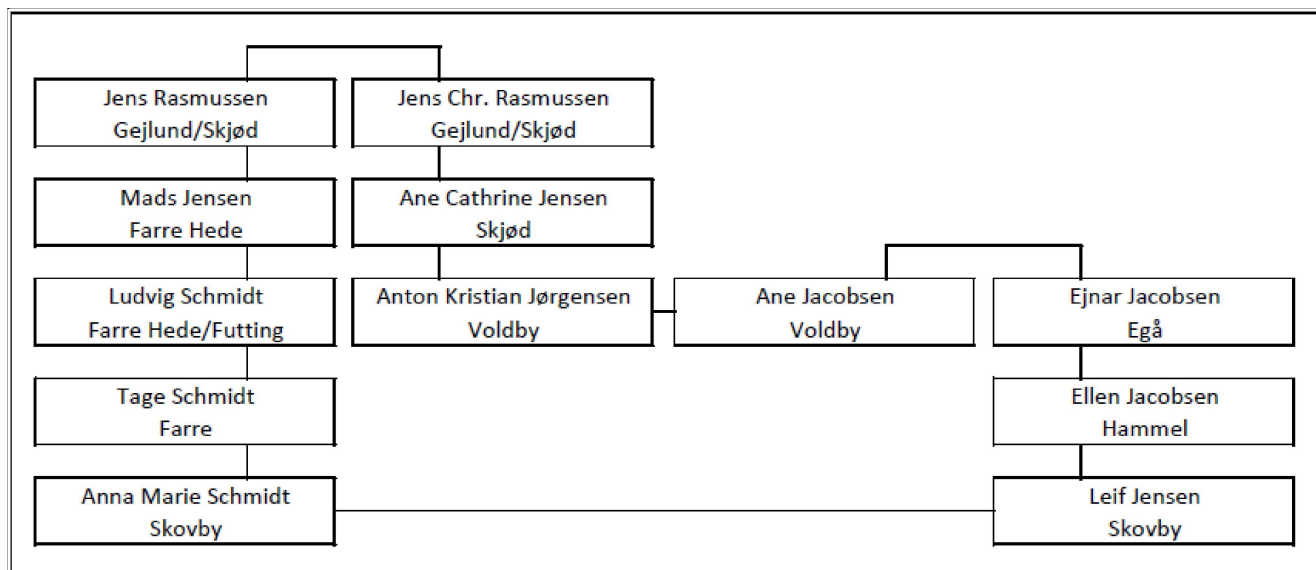 Jens Rasmussen
Gejlund/Skjød
Jens Chr. Rasmussen
Gejlund/Skjød
Mads Jensen
Farre Hede
Ane Cathrine Jensen
Skjød
Ludvig Schmidt
Farre Hede/Futting
Anton Kristian Jørgensen
Voldby
Ane Jacobsen
Voldby
Ejnar Jacobsen
Egå
Tage Schmidt
Farre
Ellen Jacobsen
Hammel
Anna Marie Schmidt
Skovby
Leif Jensen
Skovby